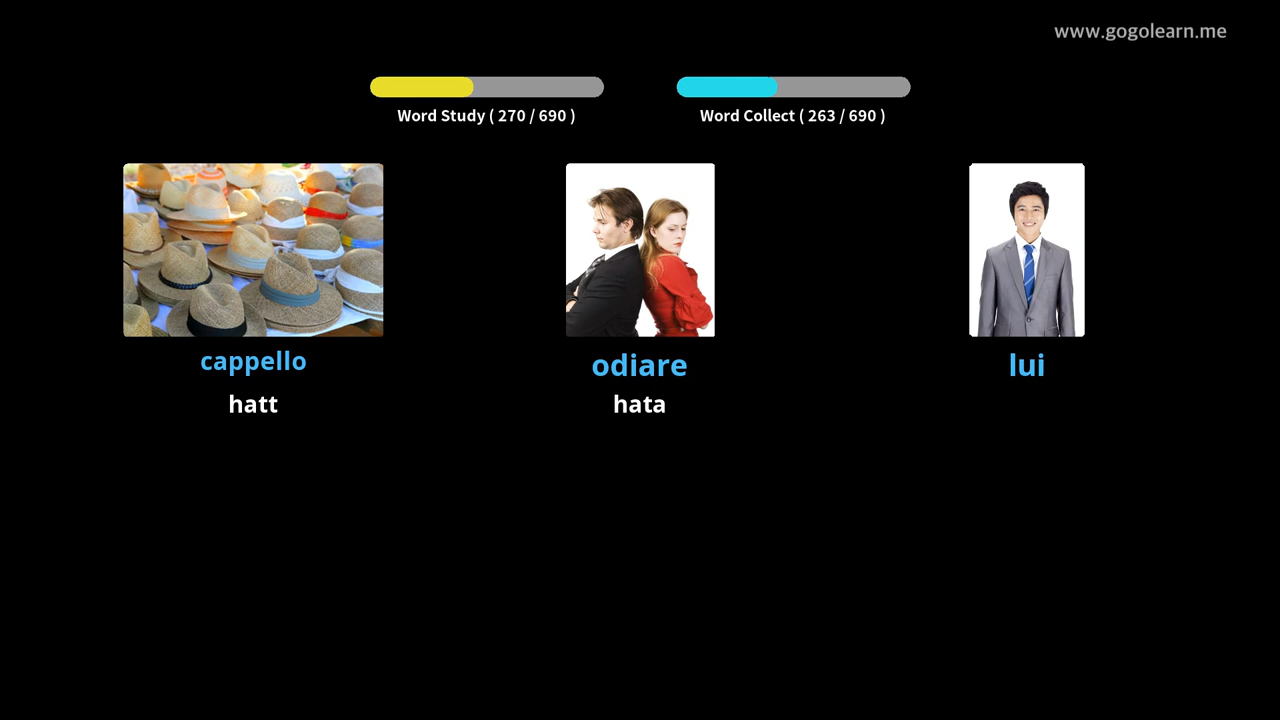 www.gogolearn.me
Word Study ( 270 / 690 )
Word Collect ( 263 / 690 )
cappello
odiare
lui
hatt
hata